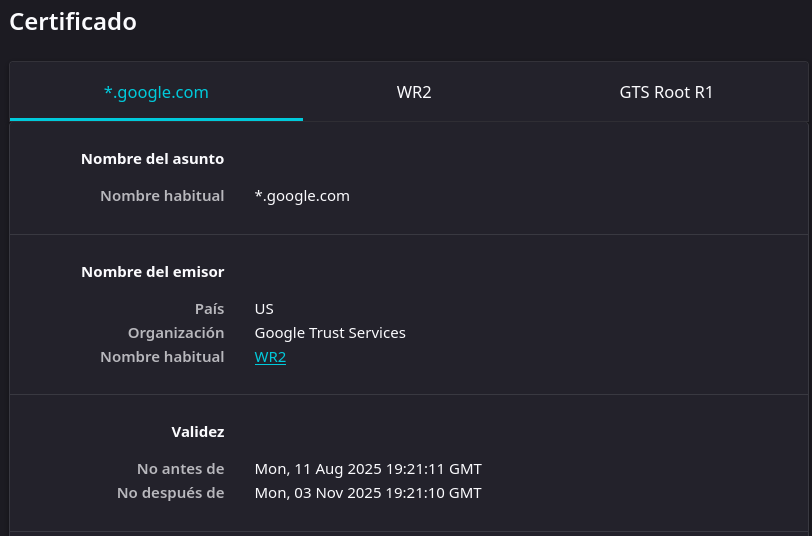 Certificado
*.google.com WR2 GTS Root R1
Nombre del asunto
Nombre habitual *.google.com
Nombre del emisor
País US
Organización Google Trust Services
Nombre habitual WR2
Validez
No antes de Mon, 11 Aug 2025 19:21:11 GMT
No después de Mon, 03 Nov 2025 19:21:10 GMT